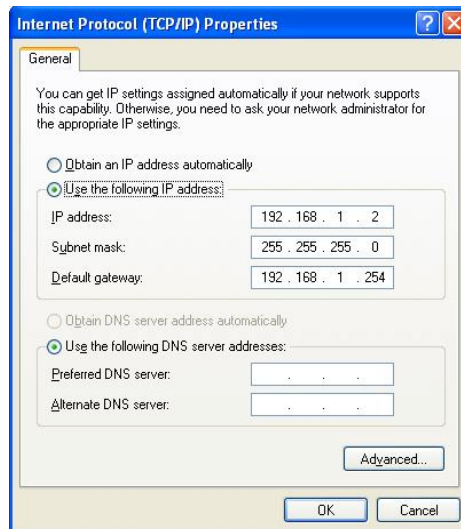 Internet Protocol (TCP/IP) Properties
General
You can get IP settings assigned automatically if your network supports
this capability. Otherwise, you need to ask your network administrator for
the appropriate IP settings.
Obtain an IP address automatically
Use the following IP address:
IP address: 192 . 168 . 1 . 2
Subnet mask: 255 . 255 . 255 . 0
Default gateway: 192 . 168 . 1 . 254
Obtain DNS server address automatically
Use the following DNS server addresses:
Preferred DNS server: . . .
Alternate DNS server: . . .
Advanced...
OK Cancel